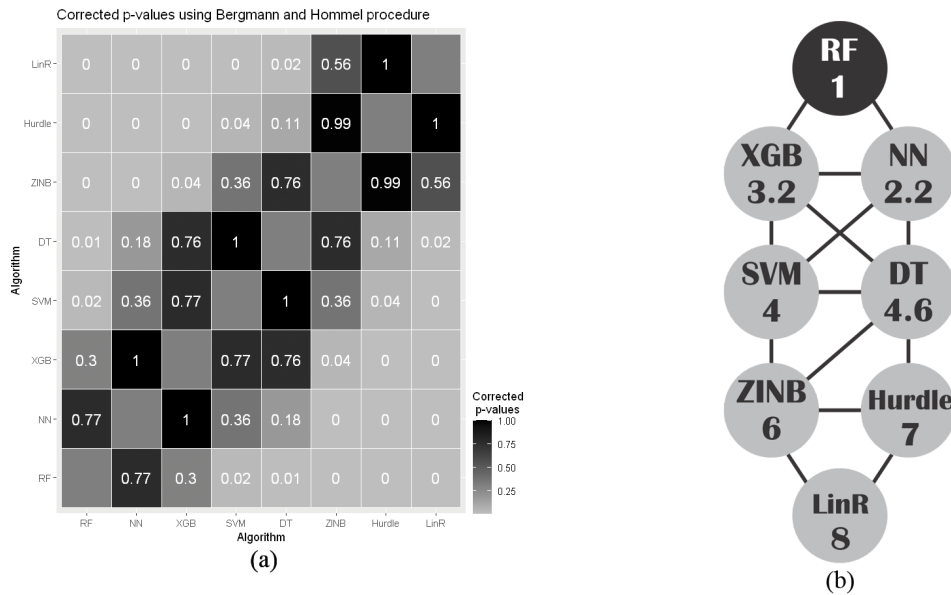 Corrected p-values using Bergmann and Hommel procedure
LinR 0 0 0 0 0.02 0.56 1
Hurdle 0 0 0 0.04 0.11 0.99 1
ZINB 0 0 0.04 0.36 0.76 0.99 0.56
DT 0.01 0.18 0.76 1 0.76 0.11 0.02
SVM 0.02 0.36 0.77 1 0.36 0.04 0
XGB 0.3 1 0.77 0.76 0.04 0 0
NN 0.77 1 0.36 0.18 0 0 0
RF 0.77 0.3 0.02 0.01 0 0 0
RF NN XGB SVM DT ZINB Hurdle LinR
Algorithm
Algorithm
Corrected
p-values
1.00
0.75
0.50
0.25
(a)
RF
1
XGB
3.2
NN
2.2
SVM
4
DT
4.6
ZINB
6
Hurdle
7
LinR
8
(b)